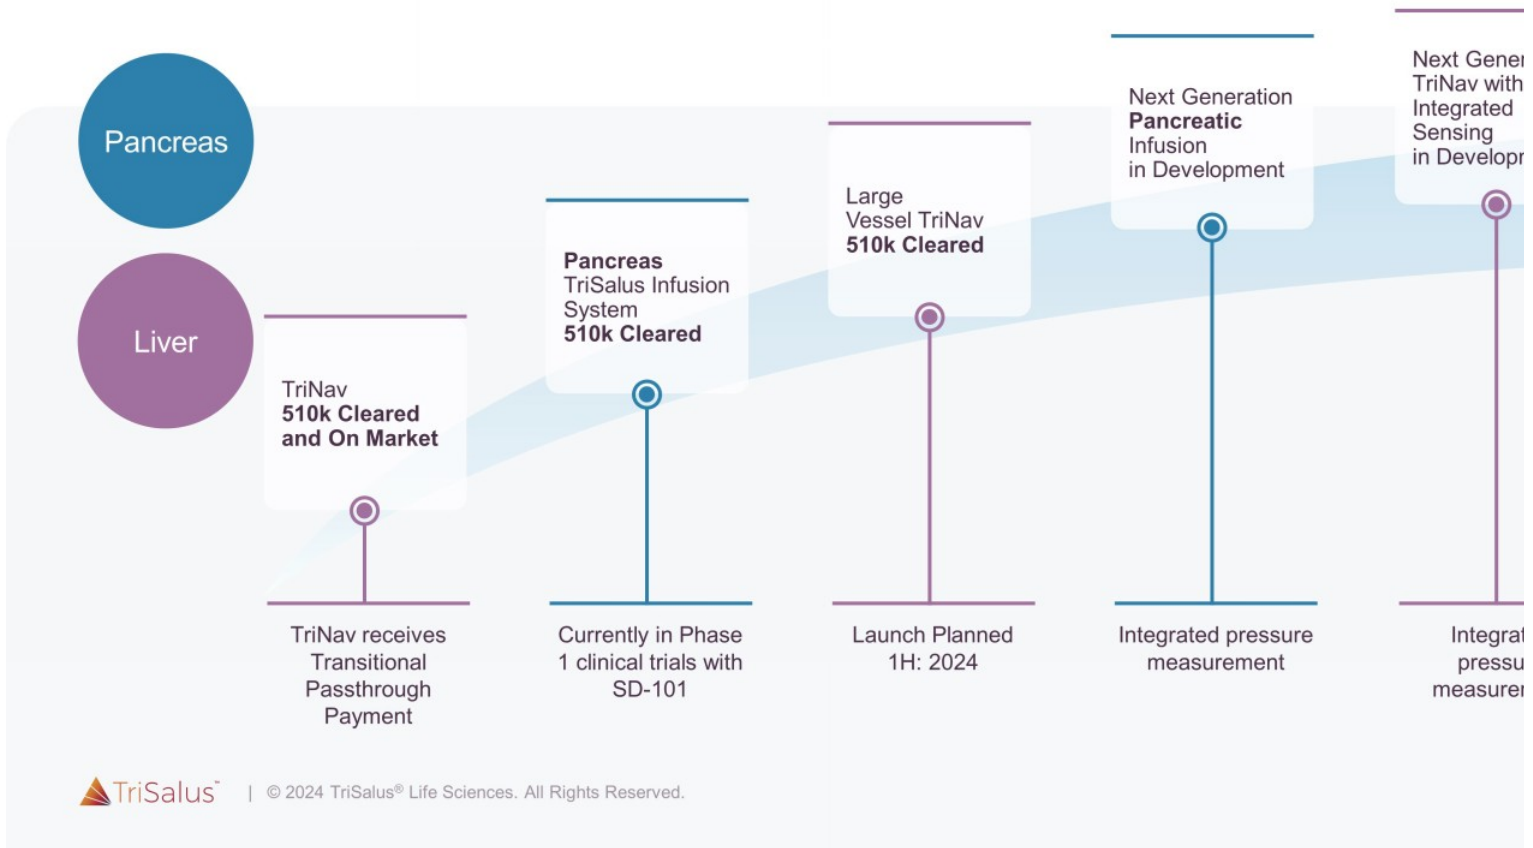 Pancreas
Liver
TriNav
510k Cleared
and On Market
TriNav receives
Transitional
Passthrough
Payment
Pancreas
TriSalus Infusion
System
510k Cleared
Currently in Phase
1 clinical trials with
SD-101
Large
Vessel TriNav
510k Cleared
Launch Planned
1H: 2024
Next Generation
Pancreatic
Infusion
in Development
Integrated pressure
measurement
Next
TriNav with
Integrated
Sensing
in
TriSalus™ | © 2024 TriSalus® Life Sciences. All Rights Reserved.